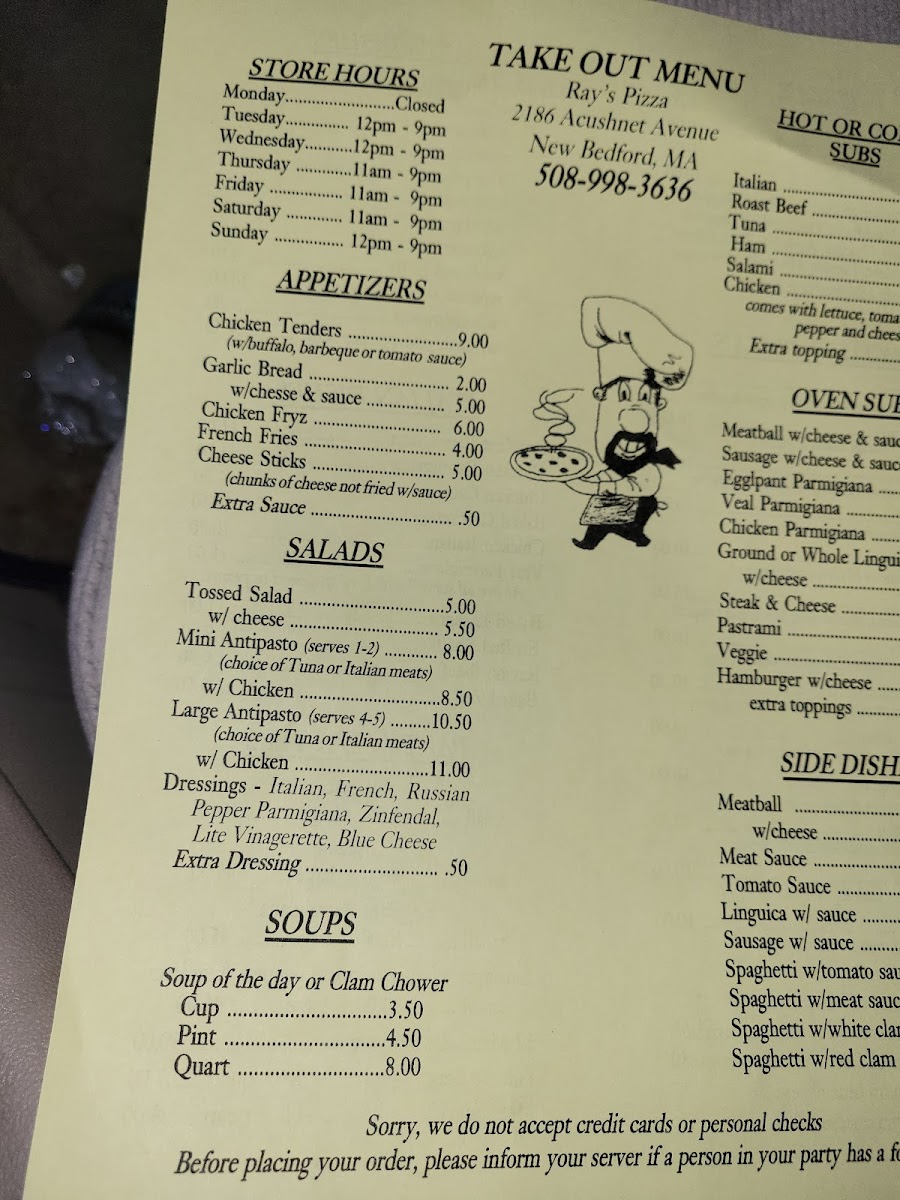 STORE HOURS
Monday..........................Closed
Tuesday............... 12pm - 9pm
Wednesday...........12pm - 9pm
Thursday .............11am - 9pm
Friday ................. 11am - 9pm
Saturday ............. 11am - 9pm
Sunday ................ 12pm - 9pm
APPETIZERS
Chicken Tenders ..........................9.00
(w/buffalo, barbeque or tomato sauce)
Garlic Bread ................................. 2.00
w/chesse & sauce .................. 5.00
Chicken Fryz .............................. 6.00
French Fries .................................. 4.00
Cheese Sticks ............................... 5.00
(chunks of cheese not fried w/sauce)
Extra Sauce .................................. .50
SALADS
Tossed Salad ..................................5.00
w/ cheese ................................... 5.50
Mini Antipasto (serves 1-2) ............ 8.00
(choice of Tuna or Italian meats)
w/ Chicken ..................................8.50
Large Antipasto (serves 4-5) .........10.50
(choice of Tuna or Italian meats)
w/ Chicken ................................11.00
Dressings - Italian, French, Russian
Pepper Parmigiana, Zinfendal,
Lite Vinagerette, Blue Cheese
Extra Dressing ................................ .50
SOUPS
Soup of the day or Clam Chower
Cup ......................................3.50
Pint ......................................4.50
Quart ...................................8.00
TAKE OUT MENU
Ray's Pizza
2186 Acushnet Avenue
New Bedford, MA
508-998-3636
HOT OR CO
SUBS
Italian ............................
Roast Beef ......................
Tuna ..............................
Ham ..............................
Salami ...........................
Chicken .........................
comes with lettuce, toma
pepper and chees
Extra topping ............
OVEN SU
Meatball w/cheese & sauc
Sausage w/cheese & sauc
Egglpant Parmigiana .....
Veal Parmigiana ............
Chicken Parmigiana .......
Ground or Whole Lingui
w/cheese ....................
Steak & Cheese ..............
Pastrami .........................
Veggie ............................
Hamburger w/cheese .....
extra toppings ............
SIDE DISH
Meatball .........................
w/cheese ...................
Meat Sauce ....................
Tomato Sauce ................
Linguica w/ sauce ..........
Sausage w/ sauce ...........
Spaghetti w/tomato sau
Spaghetti w/meat sauc
Spaghetti w/white cla
Spaghetti w/red clam
Sorry, we do not accept credit cards or personal checks
Before placing your order, please inform your server if a person in your party has a fo